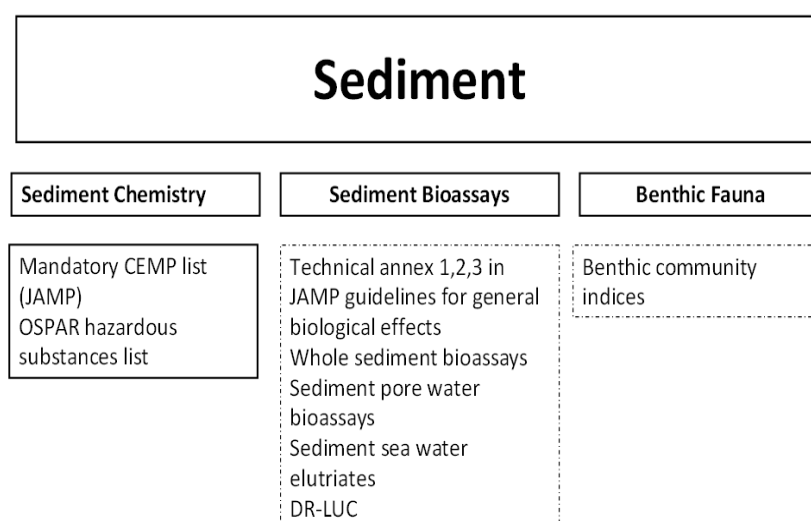 Sediment
Sediment Chemistry
Mandatory CEMP list
(JAMP)
OSPAR hazardous
substances list
Sediment Bioassays
Technical annex 1,2,3 in
JAMP guidelines for general
biological effects
Whole sediment bioassays
Sediment pore water
bioassays
Sediment sea water
elutriates
DR-LUC
Benthic Fauna
Benthic community
indices